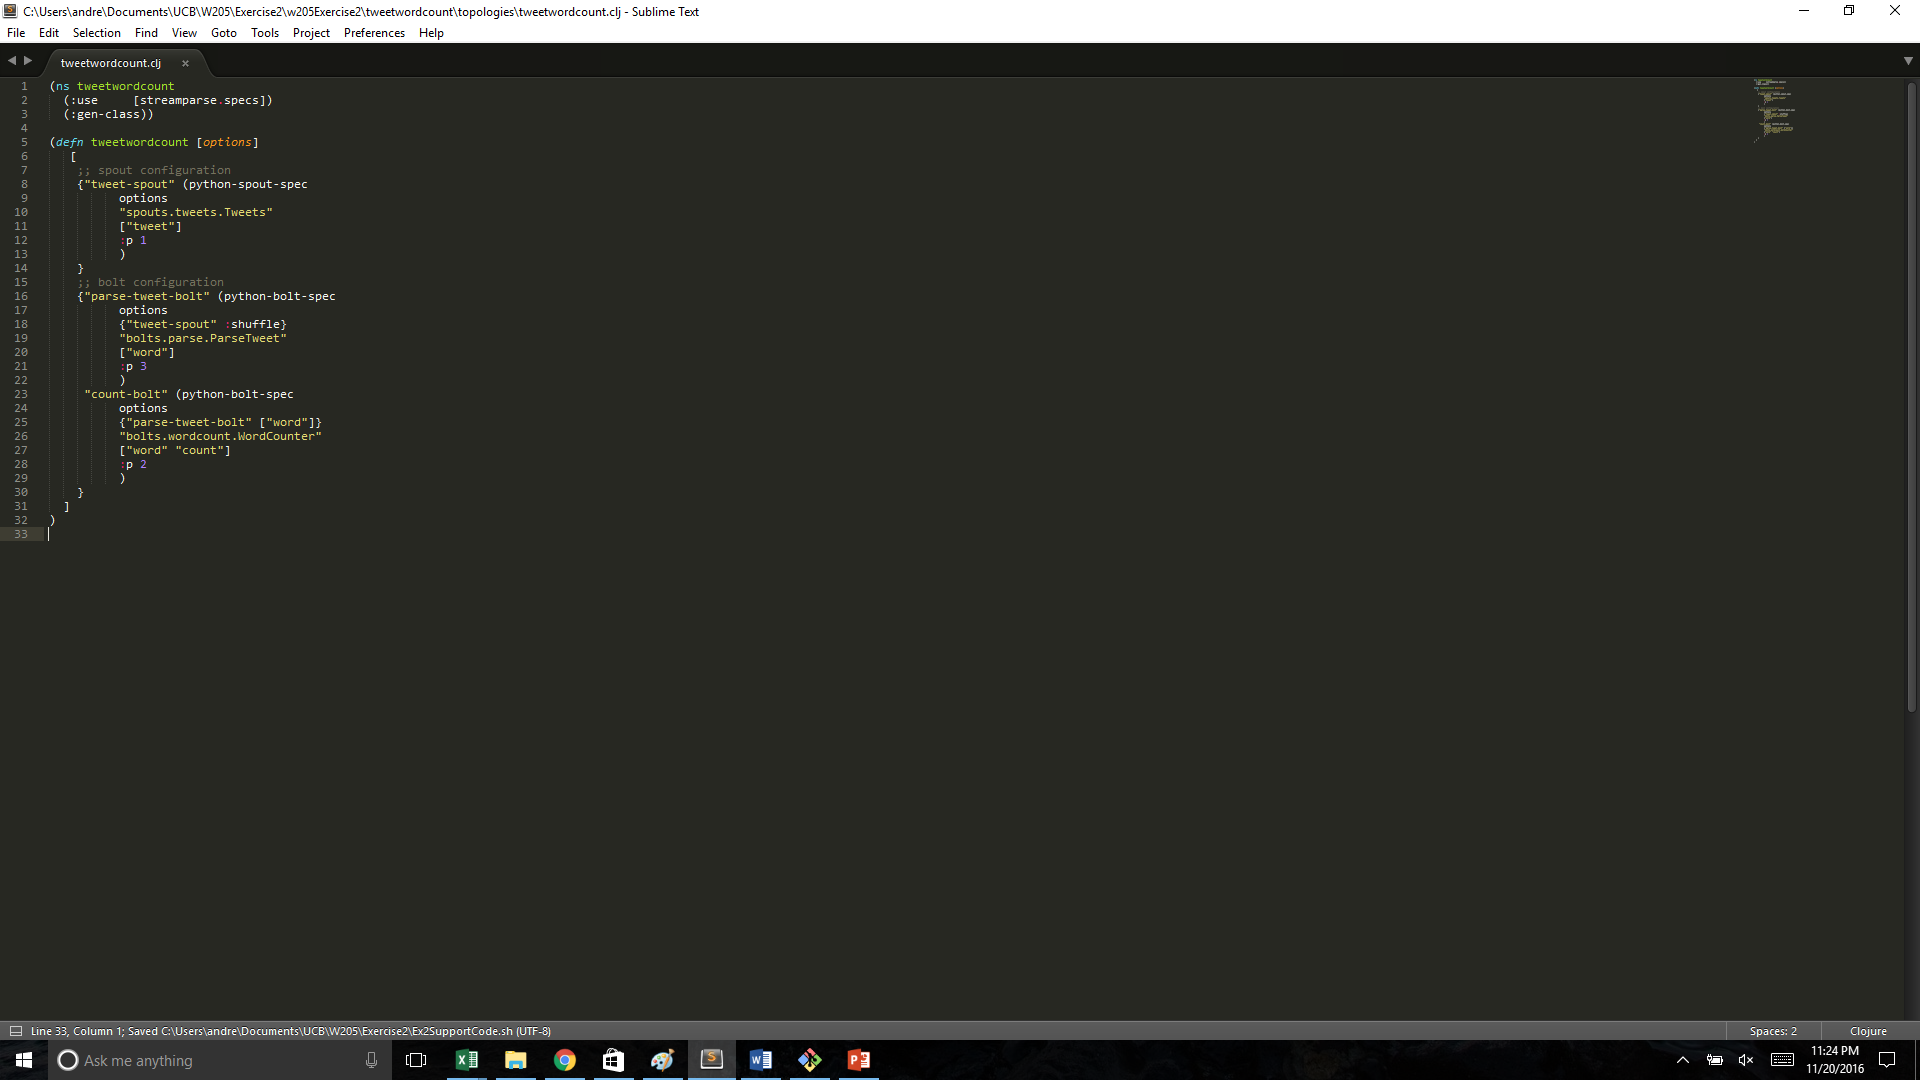 C:\Users\andre\Documents\UCB\W205\Exercise2\w205Exercise2\tweetwordcount\topologies\tweetwordcount.clj - Sublime Text
File Edit Selection Find View Goto Tools Project Preferences Help
tweetwordcount.clj ×
1 (ns tweetwordcount
2   (:use     [streamparse.specs])
3   (:gen-class))
4
5 (defn tweetwordcount [options]
6    [
7     ;; spout configuration
8     {"tweet-spout" (python-spout-spec
9           options
10           "spouts.tweets.Tweets"
11           ["tweet"]
12           :p 1
13           )
14     }
15     ;; bolt configuration
16     {"parse-tweet-bolt" (python-bolt-spec
17           options
18           {"tweet-spout" :shuffle}
19           "bolts.parse.ParseTweet"
20           ["word"]
21           :p 3
22           )
23      "count-bolt" (python-bolt-spec
24           options
25           {"parse-tweet-bolt" ["word"]}
26           "bolts.wordcount.WordCounter"
27           ["word" "count"]
28           :p 2
29           )
30     }
31   ]
32 )
33
Line 33, Column 1; Saved C:\Users\andre\Documents\UCB\W205\Exercise2\Ex2SupportCode.sh (UTF-8) Spaces: 2 Clojure
Ask me anything
11:24 PM
11/20/2016